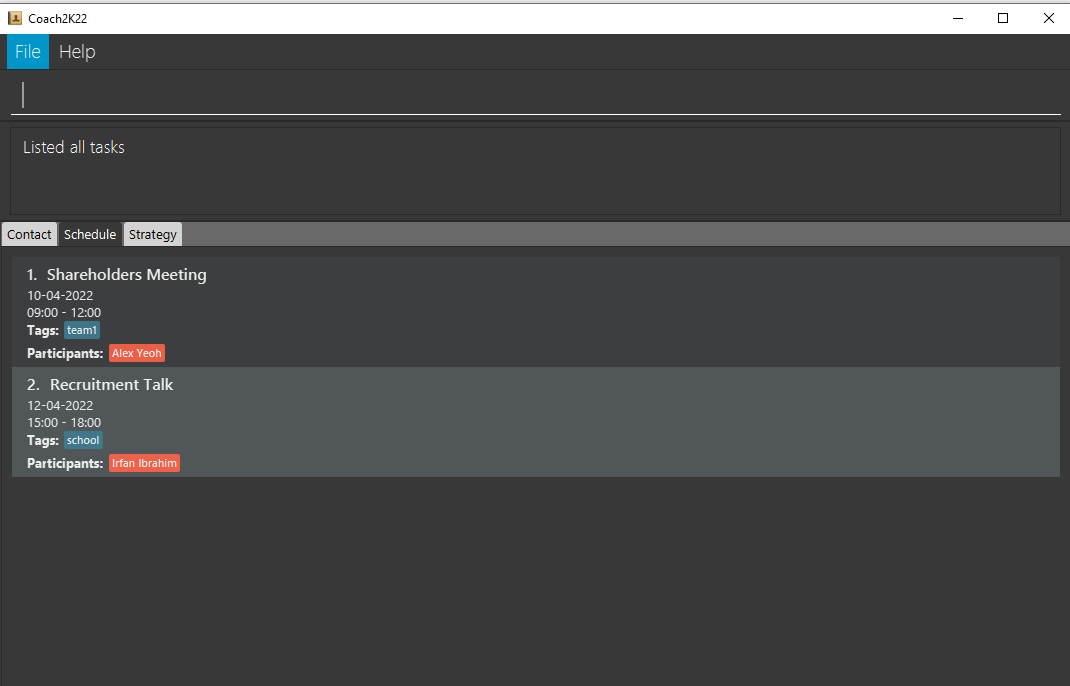 Coach2K22
File Help
Listed all tasks
Contact Schedule Strategy
1. Shareholders Meeting
10-04-2022
09:00 - 12:00
Tags: team1
Participants: Alex Yeoh
2. Recruitment Talk
12-04-2022
15:00 - 18:00
Tags: school
Participants: Irfan Ibrahim